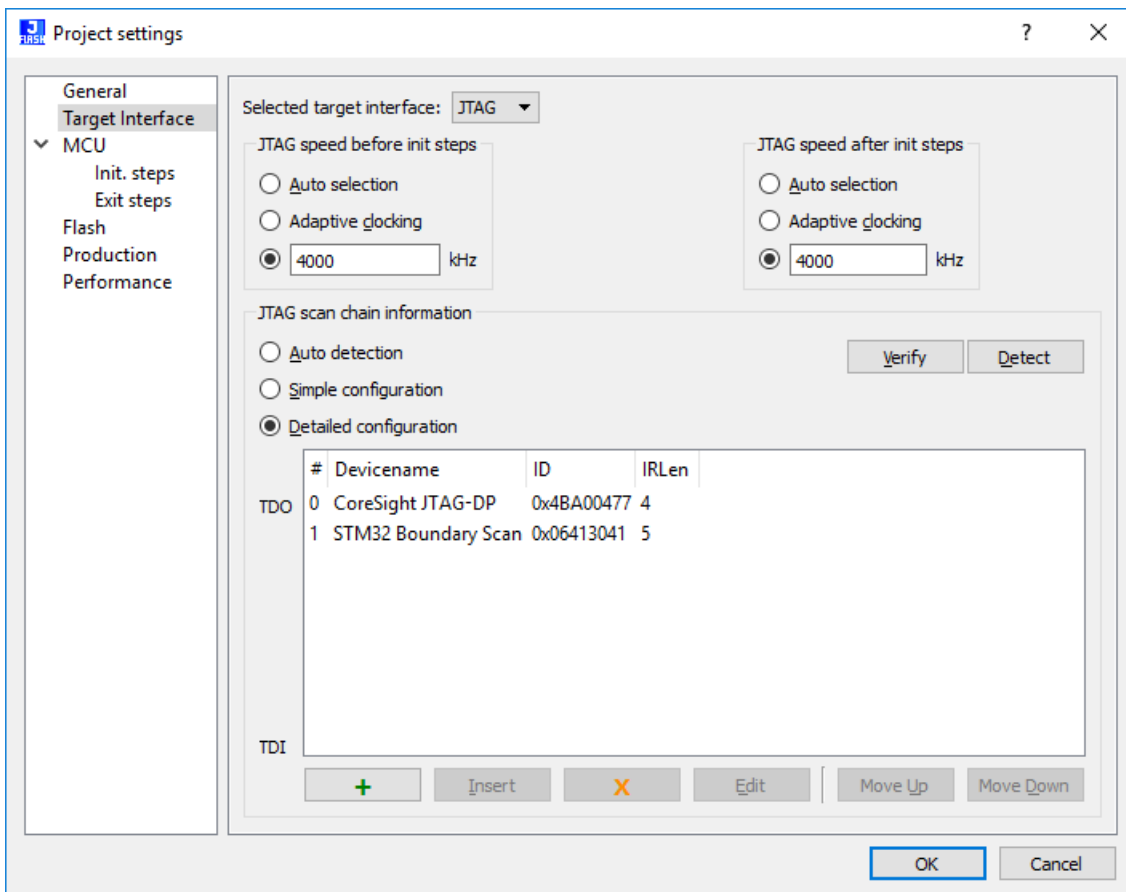 J
FLASH
Project settings
?
General
Target Interface
MCU
Init. steps
Exit steps
Flash
Production
Performance
Selected target interface: JTAG
JTAG speed before init steps
Auto selection
Adaptive clocking
4000 kHz
JTAG speed after init steps
Auto selection
Adaptive clocking
4000 kHz
JTAG scan chain information
Auto detection
Simple configuration
Detailed configuration
Verify Detect
# Devicename ID IRLen
TDO 0 CoreSight JTAG-DP 0x4BA00477 4
1 STM32 Boundary Scan 0x06413041 5
TDI
+ Insert X Edit Move Up Move Down
OK Cancel